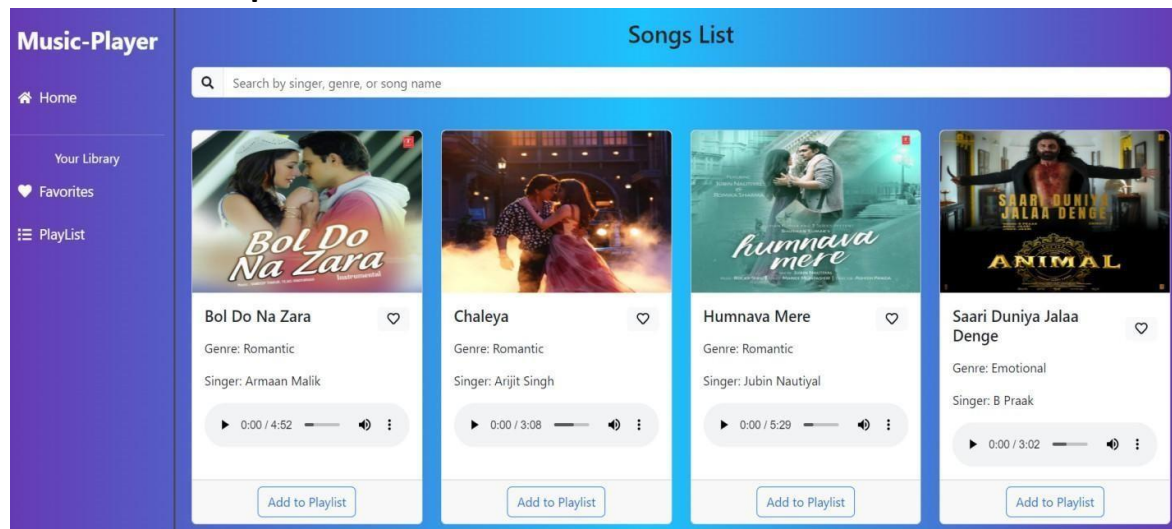 Music-Player
Home
Your Library
Favorites
PlayList
Songs List
Search by singer, genre, or song name
Bol Do
Na Zara
Instrumental
Bol Do Na Zara
Genre: Romantic
Singer: Armaan Malik
0:00 / 4:52
Add to Playlist
Chaleya
Genre: Romantic
Singer: Arijit Singh
0:00 / 3:08
Add to Playlist
humnava
mere
Humnava Mere
Genre: Romantic
Singer: Jubin Nautiyal
0:00 / 5:29
Add to Playlist
SAARI DUNIYA
JALAA DENGE
ANIMAL
Saari Duniya Jalaa
Denge
Genre: Emotional
Singer: B Praak
0:00 / 3:02
Add to Playlist